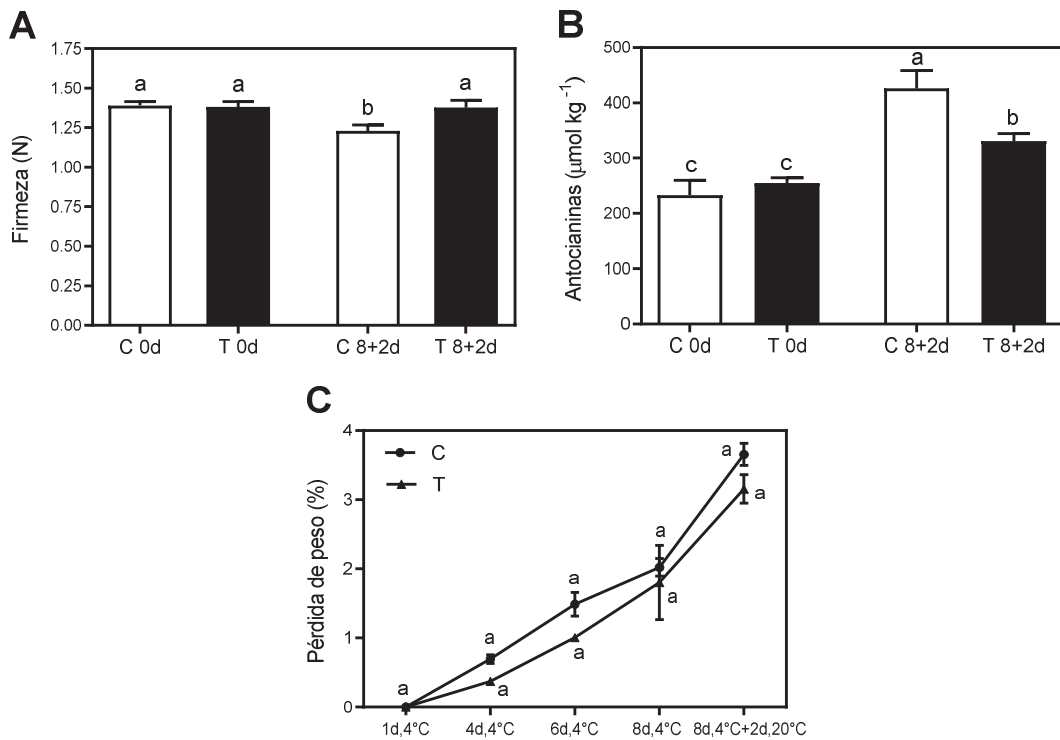 A
Firmeza (N)
1.75
1.50
1.25
1.00
0.75
0.50
0.25
0.00
a
a
b
a
C 0d
T 0d
C 8+2d
T 8+2d
B
Antocianinas (μmol kg⁻¹)
500
400
300
200
100
0
c
c
a
b
C 0d
T 0d
C 8+2d
T 8+2d
C
Pérdida de peso (%)
4
3
2
1
0
C
T
a
a
a
a
a
a
a
a
a
1d,4°C
4d,4°C
6d,4°C
8d,4°C
8d,4°C+2d,20°C